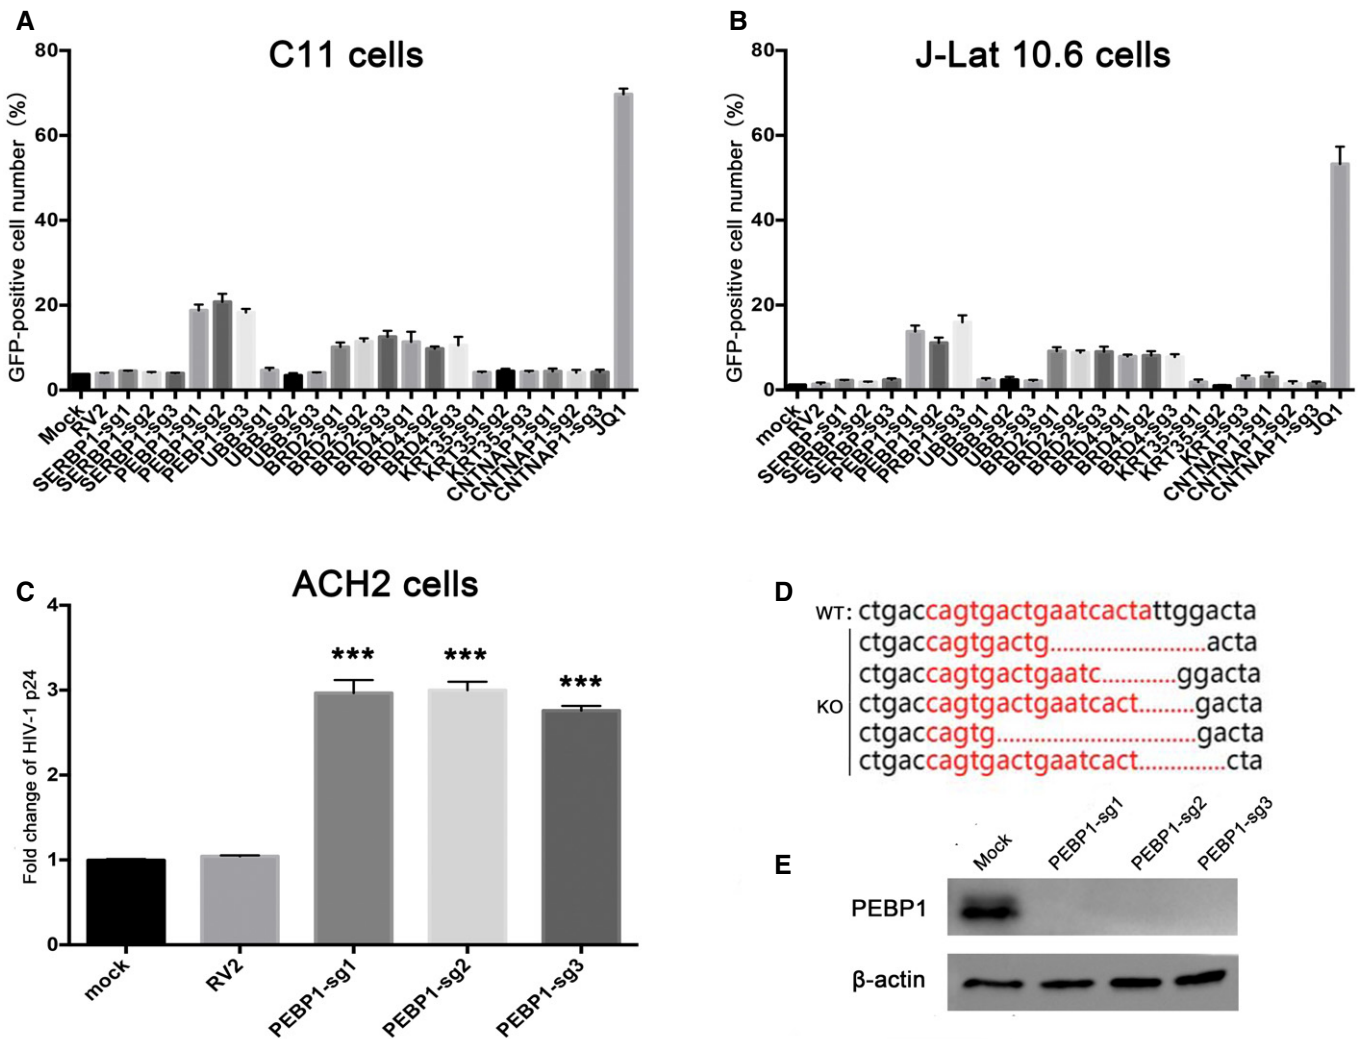 A
C11 cells
GFP-positive cell number (%)
80
60
40
20
0
Mock
RV2
SERBP1-sg1
SERBP1-sg2
SERBP1-sg3
PEBP1-sg1
PEBP1-sg2
PEBP1-sg3
UBB-sg1
UBB-sg2
UBB-sg3
BRD2-sg1
BRD2-sg2
BRD2-sg3
BRD4-sg1
BRD4-sg2
BRD4-sg3
KRT35-sg1
KRT35-sg2
KRT35-sg3
CNTNAP1-sg1
CNTNAP1-sg2
CNTNAP1-sg3
JQ1
B
J-Lat 10.6 cells
GFP-positive cell number (%)
80
60
40
20
0
mock
RV2
SERBP-sg1
SERBP-sg2
SERBP-sg3
PEBP1-sg1
PEBP1-sg2
PRBP1-sg3
UBB-sg1
UBB-sg2
UBB-sg3
BRD2-sg1
BRD2-sg2
BRD2-sg3
BRD4-sg1
BRD4-sg2
BRD4-sg3
KRT35-sg1
KRT35-sg2
KRT-sg3
CNTNAP1-sg1
CNTNAP1-sg2
CNTNAP1-sg3
JQ1
C
ACH2 cells
Fold change of HIV-1 p24
4
3
2
1
0
***
***
***
mock
RV2
PEBP1-sg1
PEBP1-sg2
PEBP1-sg3
D
WT: ctgaccagtgactgaatcactattggacta
KO
ctgaccagtgactg........................acta
ctgaccagtgactgaatc............ggacta
ctgaccagtgactgaatcact.........gacta
ctgaccagtg................................gacta
ctgaccagtgactgaatcact..............cta
E
Mock
PEBP1-sg1
PEBP1-sg2
PEBP1-sg3
PEBP1
β-actin